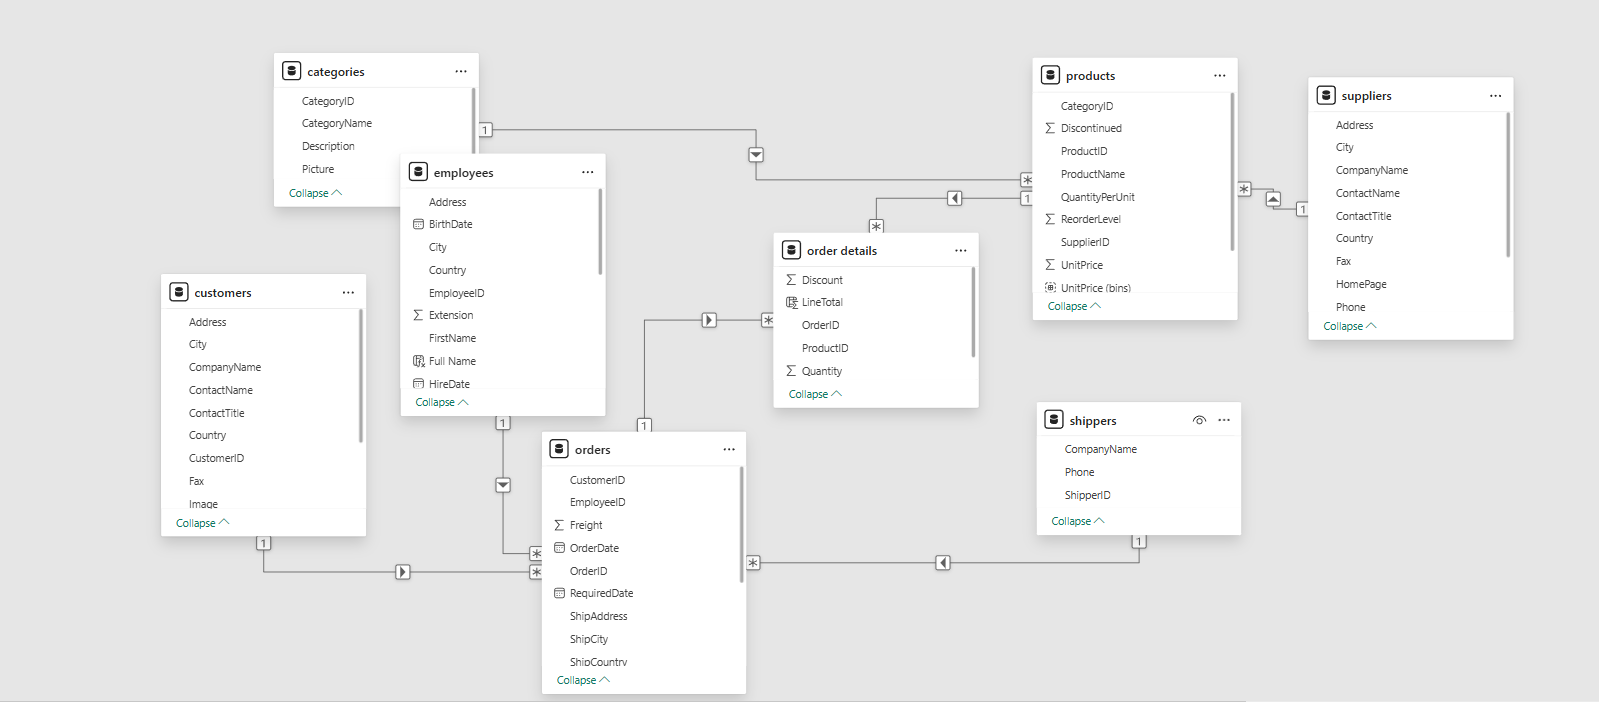 categories
CategoryID
CategoryName
Description
Picture
Collapse
employees
Address
BirthDate
City
Country
EmployeeID
Extension
FirstName
Full Name
HireDate
Collapse
customers
Address
City
CompanyName
ContactName
ContactTitle
Country
CustomerID
Fax
Image
Collapse
orders
CustomerID
EmployeeID
Freight
OrderDate
OrderID
RequiredDate
ShipAddress
ShipCity
ShipCountry
Collapse
order details
Discount
LineTotal
OrderID
ProductID
Quantity
Collapse
products
CategoryID
Discontinued
ProductID
ProductName
QuantityPerUnit
ReorderLevel
SupplierID
UnitPrice
UnitPrice (bins)
Collapse
suppliers
Address
City
CompanyName
ContactName
ContactTitle
Country
Fax
HomePage
Phone
Collapse
shippers
CompanyName
Phone
ShipperID
Collapse
1
*
1
*
1
*
1
*
1
*
1
*
1
*